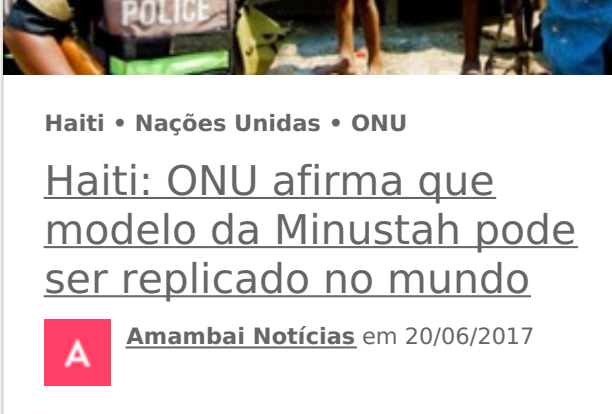 POLICE
Haiti • Nações Unidas • ONU
Haiti: ONU afirma que
modelo da Minustah pode
ser replicado no mundo
A
Amambai Notícias em 20/06/2017